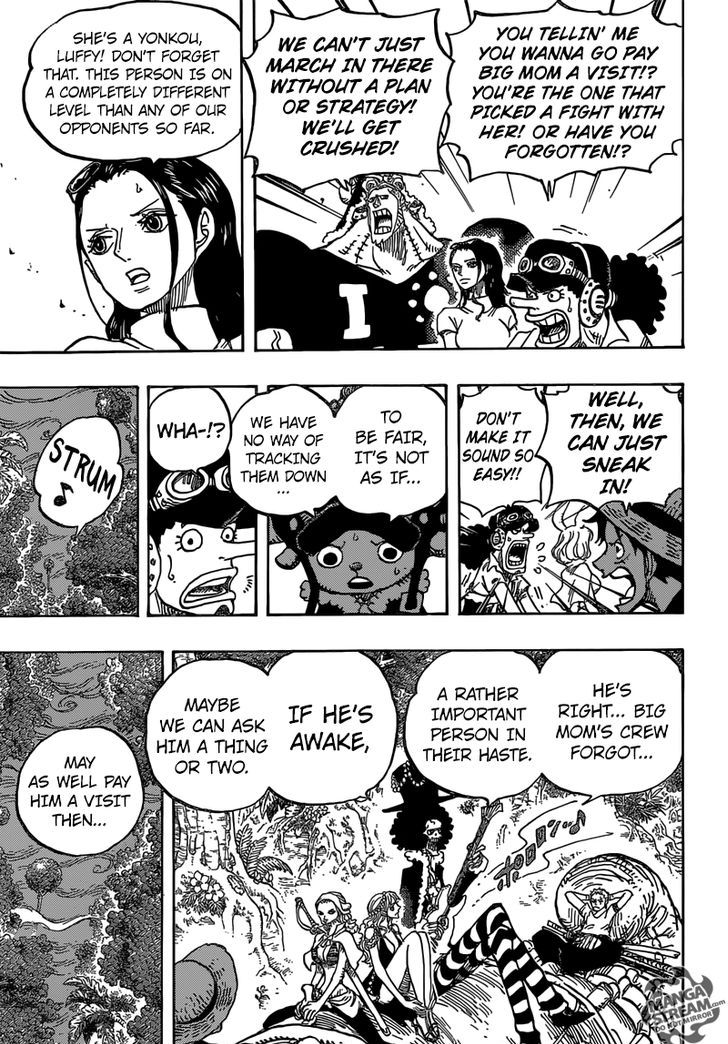 YOU TELLIN' ME
YOU WANNA GO PAY
BIG MOM A VISIT!?
YOU'RE THE ONE THAT
PICKED A FIGHT WITH
HER! OR HAVE YOU
FORGOTTEN!?
WE CAN'T JUST
MARCH IN THERE
WITHOUT A PLAN
OR STRATEGY!
WE'LL GET
CRUSHED!
I
SHE'S A YONKOU,
LUFFY! DON'T FORGET
THAT. THIS PERSON IS ON
A COMPLETELY DIFFERENT
LEVEL THAN ANY OF OUR
OPPONENTS SO FAR.
WELL,
THEN, WE
CAN JUST
SNEAK
IN!
DON'T
MAKE IT
SOUND SO
EASY!!
TO
BE FAIR,
IT'S NOT
AS IF...
WE HAVE
NO WAY OF
TRACKING
THEM DOWN
...
WHA-!?
STRUM
♪
HE'S
RIGHT... BIG
MOM'S CREW
FORGOT...
A RATHER
IMPORTANT
PERSON IN
THEIR HASTE.
IF HE'S
AWAKE,
MAYBE
WE CAN ASK
HIM A THING
OR TWO.
MAY
AS WELL PAY
HIM A VISIT
THEN...
MANGA
STREAM.com
DO NOT MIRROR